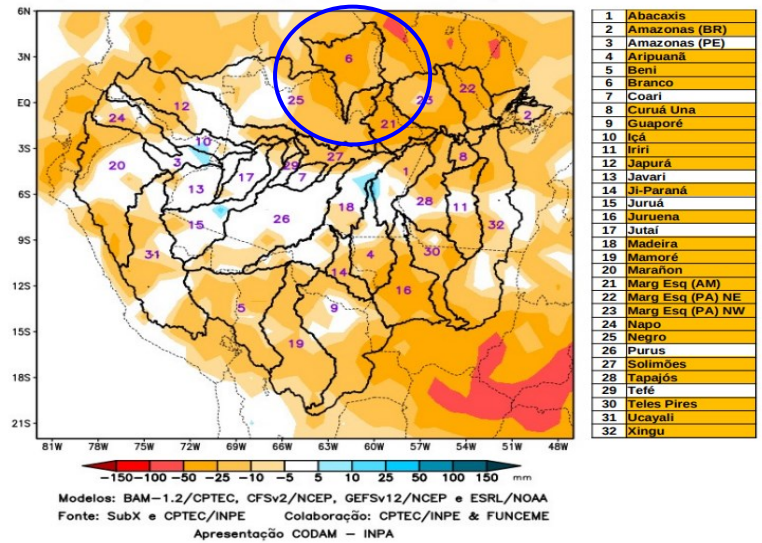 6N
3N
EQ
3S
6S
9S
12S
15S
18S
21S
81W 78W 75W 72W 69W 66W 63W 60W 57W 54W 51W 48W
6
12
25
23
22
24
21
2
10
27
8
20
3
29
7
1
17
13
18
28
11
15
26
32
31
4
30
14
16
5
9
19
1 Abacaxis
2 Amazonas (BR)
3 Amazonas (PE)
4 Aripuanã
5 Beni
6 Branco
7 Coari
8 Curuá Una
9 Guaporé
10 Içá
11 Iriri
12 Japurá
13 Javari
14 Ji-Paraná
15 Juruá
16 Juruena
17 Jutaí
18 Madeira
19 Mamoré
20 Marañon
21 Marg Esq (AM)
22 Marg Esq (PA) NE
23 Marg Esq (PA) NW
24 Napo
25 Negro
26 Purus
27 Solimões
28 Tapajós
29 Tefé
30 Teles Pires
31 Ucayali
32 Xingu
−150−100 −50 −25 −10 −5 5 10 25 50 100 150 mm
Modelos: BAM−1.2/CPTEC, CFSv2/NCEP, GEFSv12/NCEP e ESRL/NOAA
Fonte: SubX e CPTEC/INPE Colaboração: CPTEC/INPE & FUNCEME
Apresentação CODAM − INPA